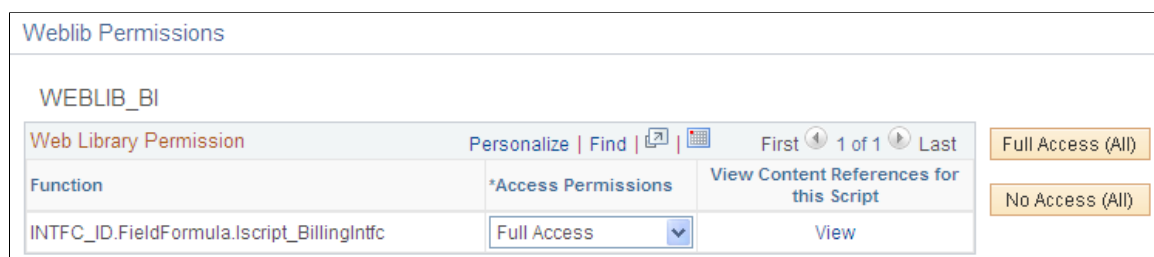 Weblib Permissions
WEBLIB_BI
Web Library Permission Personalize | Find | | First 1 of 1 Last
Full Access (All)
Function *Access Permissions View Content References for this Script
No Access (All)
INTFC_ID.FieldFormula.Iscript_BillingIntfc Full Access View